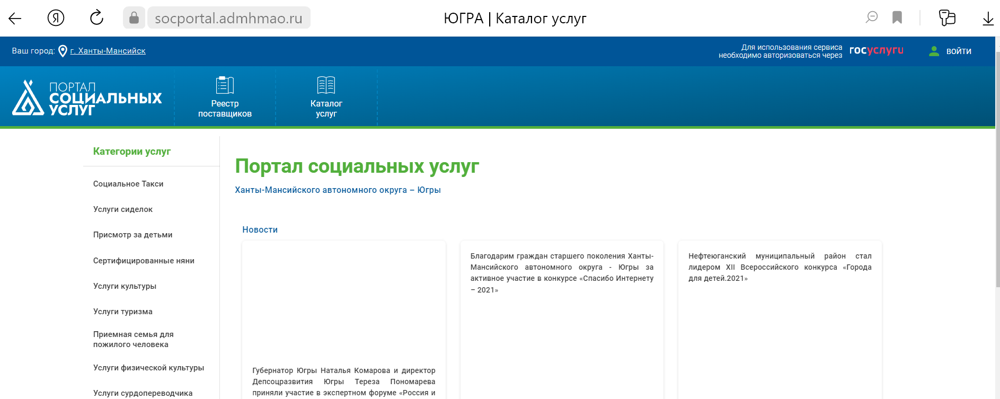 Я
socportal.admhmao.ru
ЮГРА | Каталог услуг
Ваш город: г. Ханты-Мансийск
Для использования сервиса
необходимо авторизоваться через
госуслуги
ВОЙТИ
ПОРТАЛ
СОЦИАЛЬНЫХ
УСЛУГ
Реестр
поставщиков
Каталог
услуг
Категории услуг
Социальное Такси
Услуги сиделок
Присмотр за детьми
Сертифицированные няни
Услуги культуры
Услуги туризма
Приемная семья для
пожилого человека
Услуги физической культуры
Услуги сурдопереводчика
Портал социальных услуг
Ханты-Мансийского автономного округа – Югры
Новости
Губернатор Югры Наталья Комарова и директор
Депсоцразвития Югры Тереза Пономарева
приняли участие в экспертном форуме «Россия и
Благодарим граждан старшего поколения Ханты-
Мансийского автономного округа - Югры за
активное участие в конкурсе «Спасибо Интернету
– 2021»
Нефтеюганский муниципальный район стал
лидером XII Всероссийского конкурса «Города
для детей.2021»